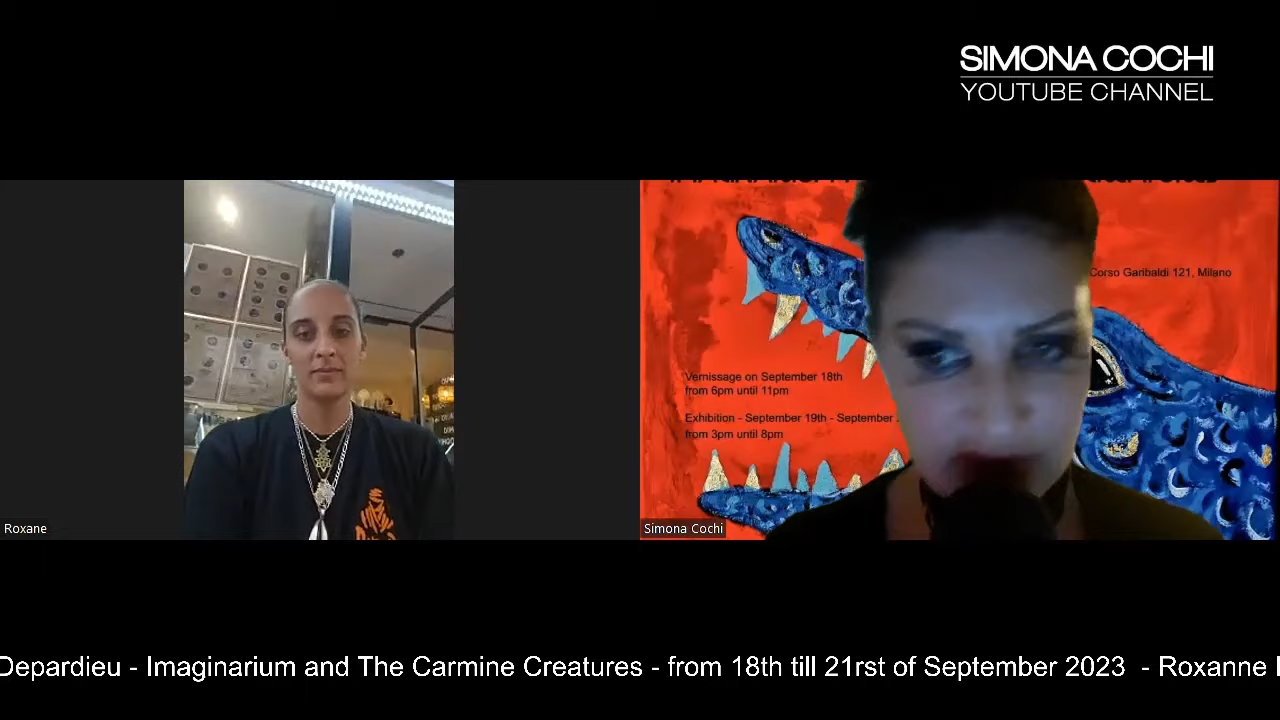 SIMONA COCHI
YOUTUBE CHANNEL
Corso Garibaldi 121, Milano
Vernissage on September 18th
from 6pm until 11pm
Exhibition - September 19th - September
from 3pm until 8pm
Roxane
Simona Cochi
Depardieu - Imaginarium and The Carmine Creatures - from 18th till 21rst of September 2023 - Roxanne